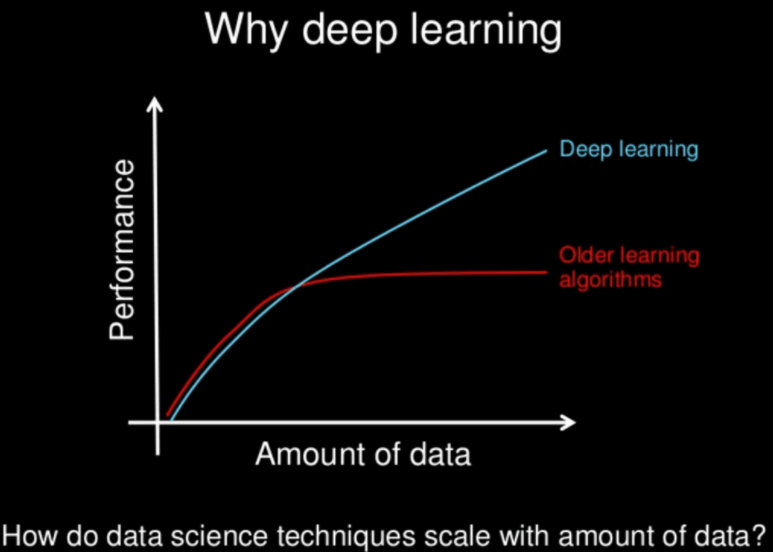 Why deep learning
Performance
Deep learning
Older learning
algorithms
Amount of data
How do data science techniques scale with amount of data?